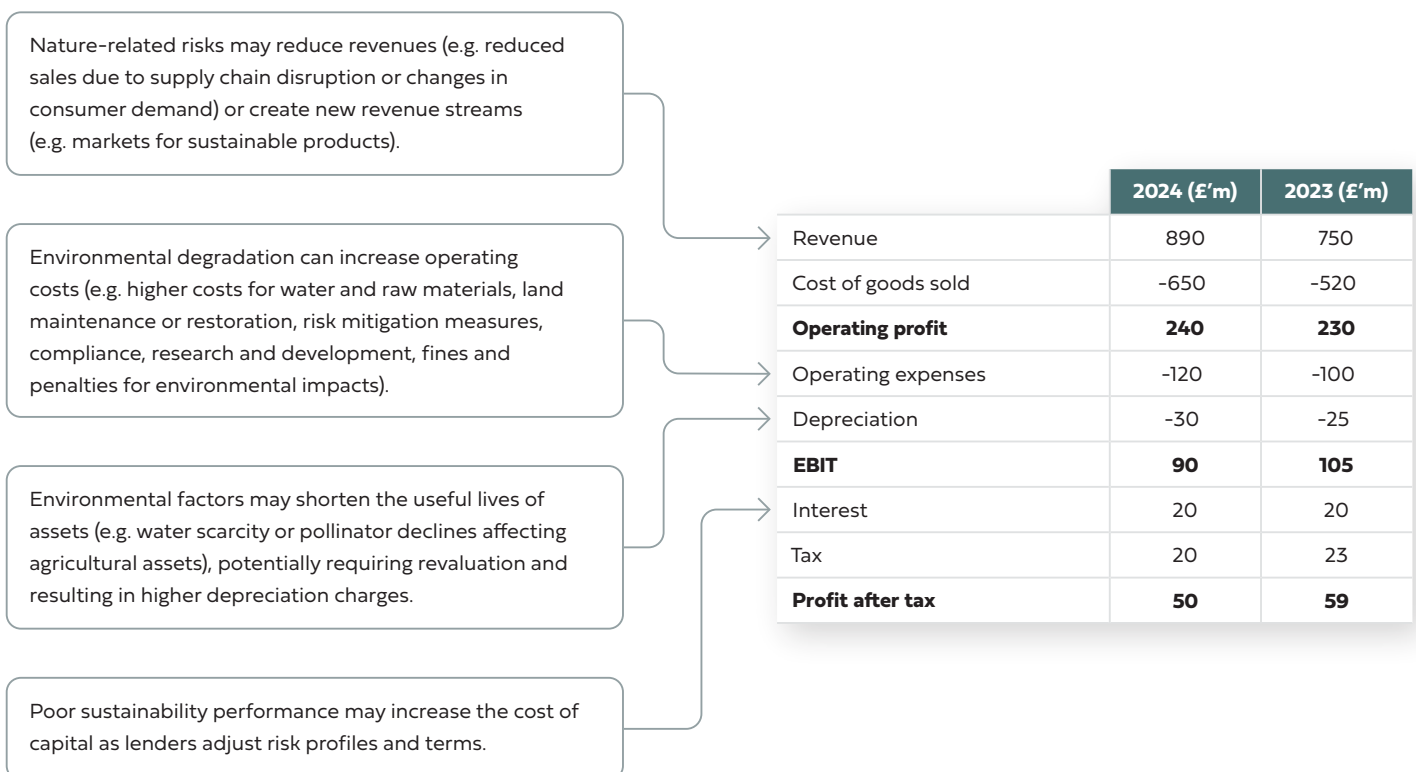 Nature-related risks may reduce revenues (e.g. reduced
sales due to supply chain disruption or changes in
consumer demand) or create new revenue streams
(e.g. markets for sustainable products).
Environmental degradation can increase operating
costs (e.g. higher costs for water and raw materials, land
maintenance or restoration, risk mitigation measures,
compliance, research and development, fines and
penalties for environmental impacts).
Environmental factors may shorten the useful lives of
assets (e.g. water scarcity or pollinator declines affecting
agricultural assets), potentially requiring revaluation and
resulting in higher depreciation charges.
Poor sustainability performance may increase the cost of
capital as lenders adjust risk profiles and terms.
2024 (£’m) 2023 (£’m)
Revenue 890 750
Cost of goods sold -650 -520
Operating profit 240 230
Operating expenses -120 -100
Depreciation -30 -25
EBIT 90 105
Interest 20 20
Tax 20 23
Profit after tax 50 59